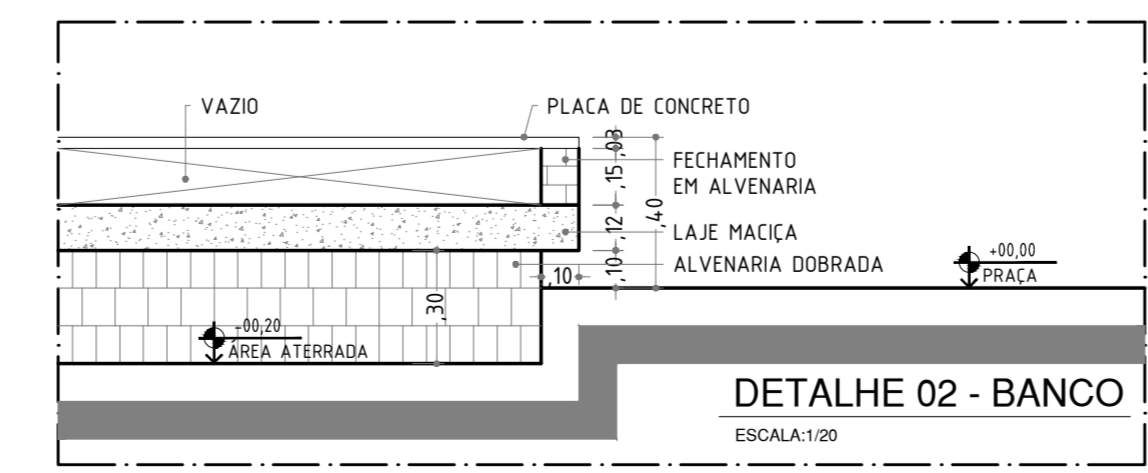 VAZIO
PLACA DE CONCRETO
,03
,15
,12
,10
,40
FECHAMENTO
EM ALVENARIA
LAJE MACIÇA
ALVENARIA DOBRADA
,10
,30
+00,00
PRAÇA
-00,20
ÁREA ATERRADA
DETALHE 02 - BANCO
ESCALA:1/20